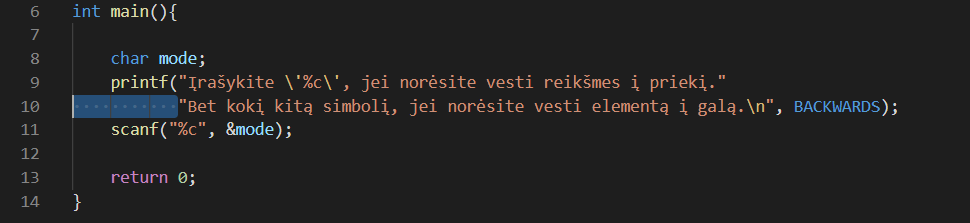 6 int main(){
7
8 char mode;
9 printf("Įrašykite \'%c\', jei norėsite vesti reikšmes į priekį."
10 "Bet kokį kitą simbolį, jei norėsite vesti elementą į galą.\n", BACKWARDS);
11 scanf("%c", &mode);
12
13 return 0;
14 }